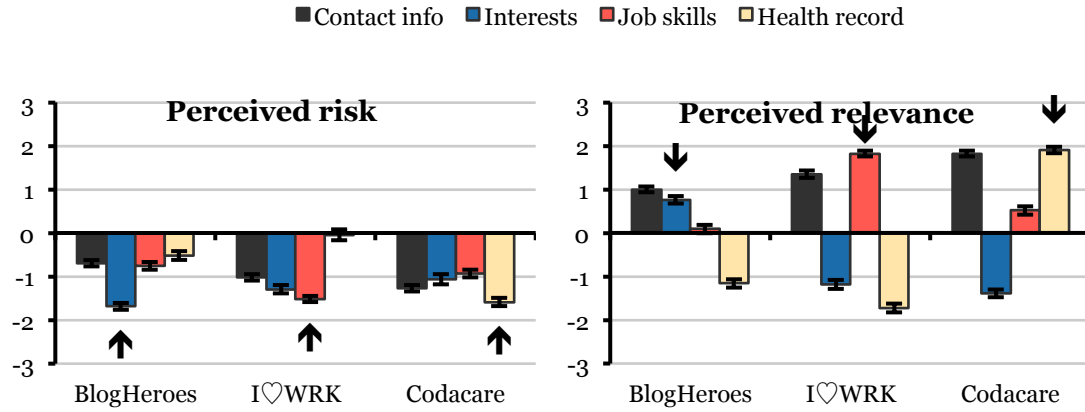 Contact info Interests Job skills Health record
Perceived risk
3
2
1
0
-1
-2
-3
BlogHeroes I♡WRK Codacare
Perceived relevance
3
2
1
0
-1
-2
-3
BlogHeroes I♡WRK Codacare